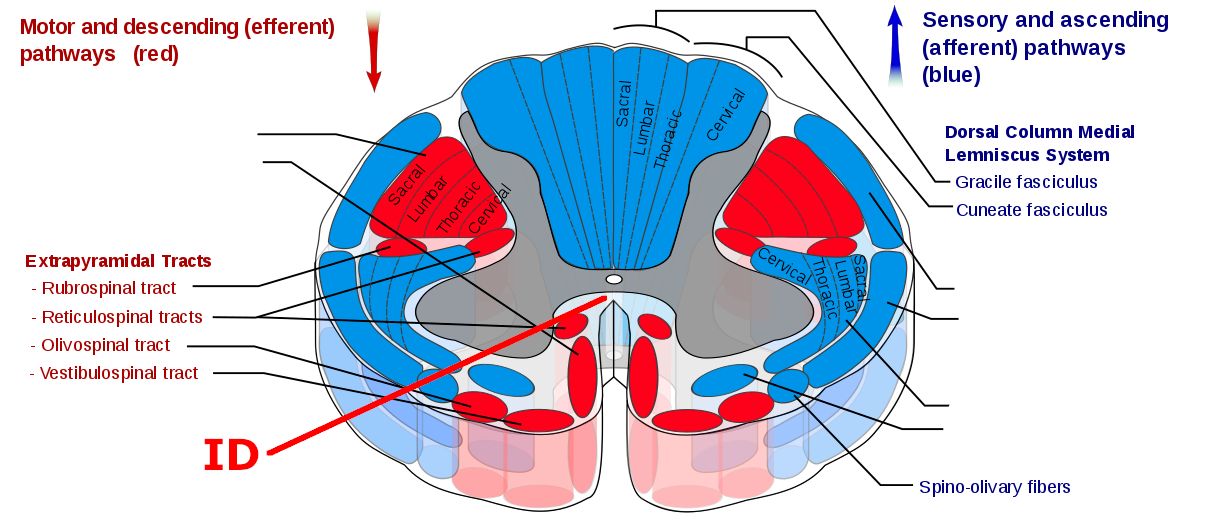 Motor and descending (efferent)
pathways (red)
Sensory and ascending
(afferent) pathways
(blue)
Sacral
Lumbar
Thoracic
Cervical
Dorsal Column Medial
Lemniscus System
Gracile fasciculus
Cuneate fasciculus
Sacral
Lumbar
Thoracic
Cervical
Extrapyramidal Tracts
- Rubrospinal tract
- Reticulospinal tracts
- Olivospinal tract
- Vestibulospinal tract
Cervical
Thoracic
Lumbar
Sacral
ID
Spino-olivary fibers